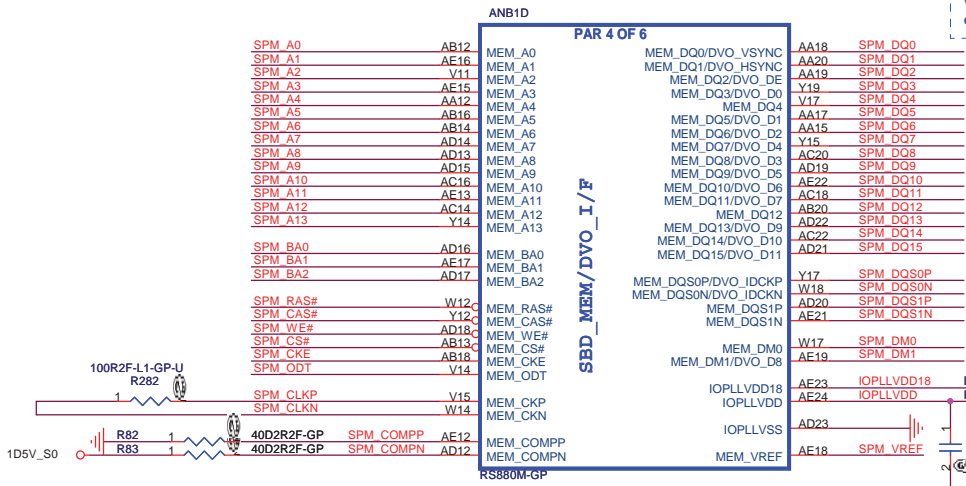 ANB1D
PAR 4 OF 6
SPM_A0 AB12 MEM_A0 MEM_DQ0/DVO_VSYNC AA18 SPM_DQ0
SPM_A1 AE16 MEM_A1 MEM_DQ1/DVO_HSYNC AA20 SPM_DQ1
SPM_A2 V11 MEM_A2 MEM_DQ2/DVO_DE AA19 SPM_DQ2
SPM_A3 AE15 MEM_A3 MEM_DQ3/DVO_D0 Y19 SPM_DQ3
SPM_A4 AA12 MEM_A4 MEM_DQ4 V17 SPM_DQ4
SPM_A5 AB16 MEM_A5 MEM_DQ5/DVO_D1 AA17 SPM_DQ5
SPM_A6 AB14 MEM_A6 MEM_DQ6/DVO_D2 AA15 SPM_DQ6
SPM_A7 AD14 MEM_A7 MEM_DQ7/DVO_D4 Y15 SPM_DQ7
SPM_A8 AD13 MEM_A8 MEM_DQ8/DVO_D3 AC20 SPM_DQ8
SPM_A9 AD15 MEM_A9 MEM_DQ9/DVO_D5 AD19 SPM_DQ9
SPM_A10 AC16 MEM_A10 MEM_DQ10/DVO_D6 AE22 SPM_DQ10
SPM_A11 AE13 MEM_A11 MEM_DQ11/DVO_D7 AC18 SPM_DQ11
SPM_A12 AC14 MEM_A12 MEM_DQ12 AB20 SPM_DQ12
SPM_A13 Y14 MEM_A13 MEM_DQ13/DVO_D9 AD22 SPM_DQ13
MEM_DQ14/DVO_D10 AC22 SPM_DQ14
SPM_BA0 AD16 MEM_BA0 MEM_DQ15/DVO_D11 AD21 SPM_DQ15
SPM_BA1 AE17 MEM_BA1
SPM_BA2 AD17 MEM_BA2 MEM_DQS0P/DVO_IDCKP Y17 SPM_DQS0P
MEM_DQS0N/DVO_IDCKN W18 SPM_DQS0N
SPM_RAS# W12 MEM_RAS# MEM_DQS1P AD20 SPM_DQS1P
SPM_CAS# Y12 MEM_CAS# MEM_DQS1N AE21 SPM_DQS1N
SPM_WE# AD18 MEM_WE#
SPM_CS# AB13 MEM_CS# MEM_DM0 W17 SPM_DM0
SPM_CKE AB18 MEM_CKE MEM_DM1/DVO_D8 AE19 SPM_DM1
SPM_ODT V14 MEM_ODT
SBD_MEM/DVO_I/F
100R2F-L1-GP-U
R282
IOPLLVDD18 AE23 IOPLLVDD18
1 2 SPM_CLKP V15 MEM_CKP IOPLLVDD AE24 IOPLLVDD
SPM_CLKN W14 MEM_CKN
IOPLLVSS AD23
R82 1 2 40D2R2F-GP SPM_COMPP AE12 MEM_COMPP
1D5V_S0 R83 1 2 40D2R2F-GP SPM_COMPN AD12 MEM_COMPN MEM_VREF AE18 SPM_VREF
1
2
RS880M-GP